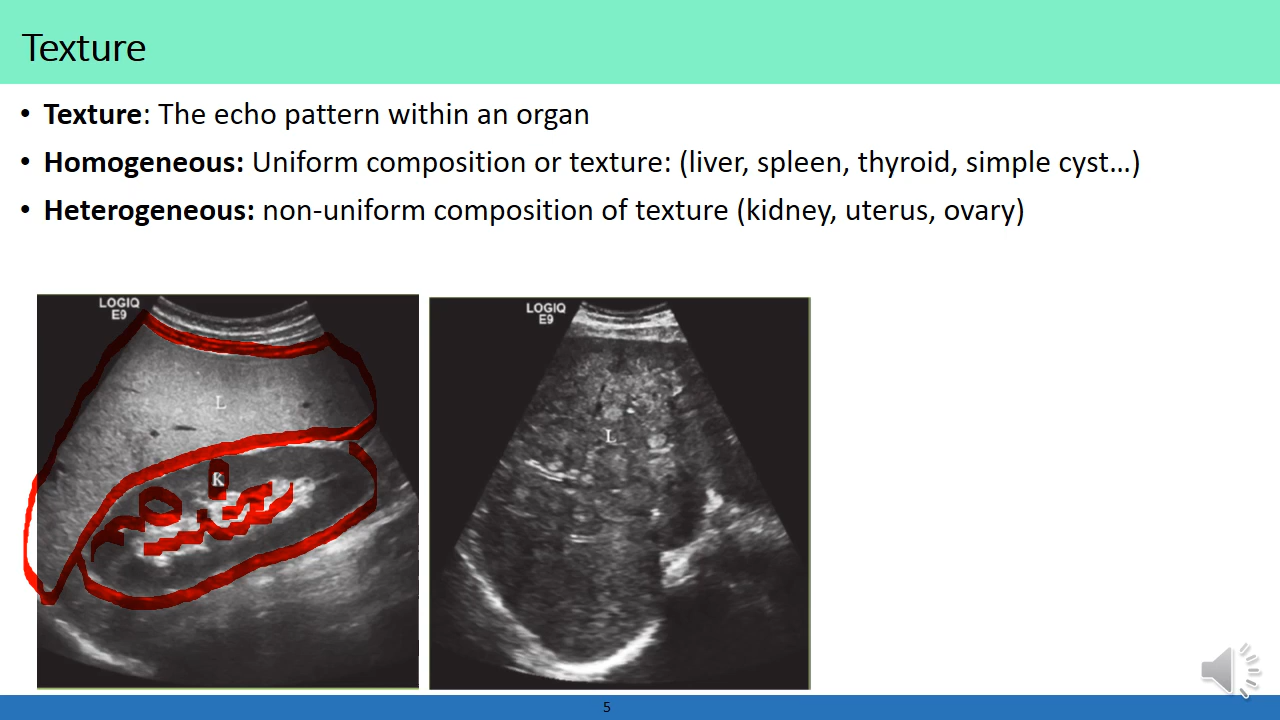 Texture
• Texture: The echo pattern within an organ
• Homogeneous: Uniform composition or texture: (liver, spleen, thyroid, simple cyst…)
• Heterogeneous: non-uniform composition of texture (kidney, uterus, ovary)
LOGIQ
E9
L
K
LOGIQ
E9
L
5